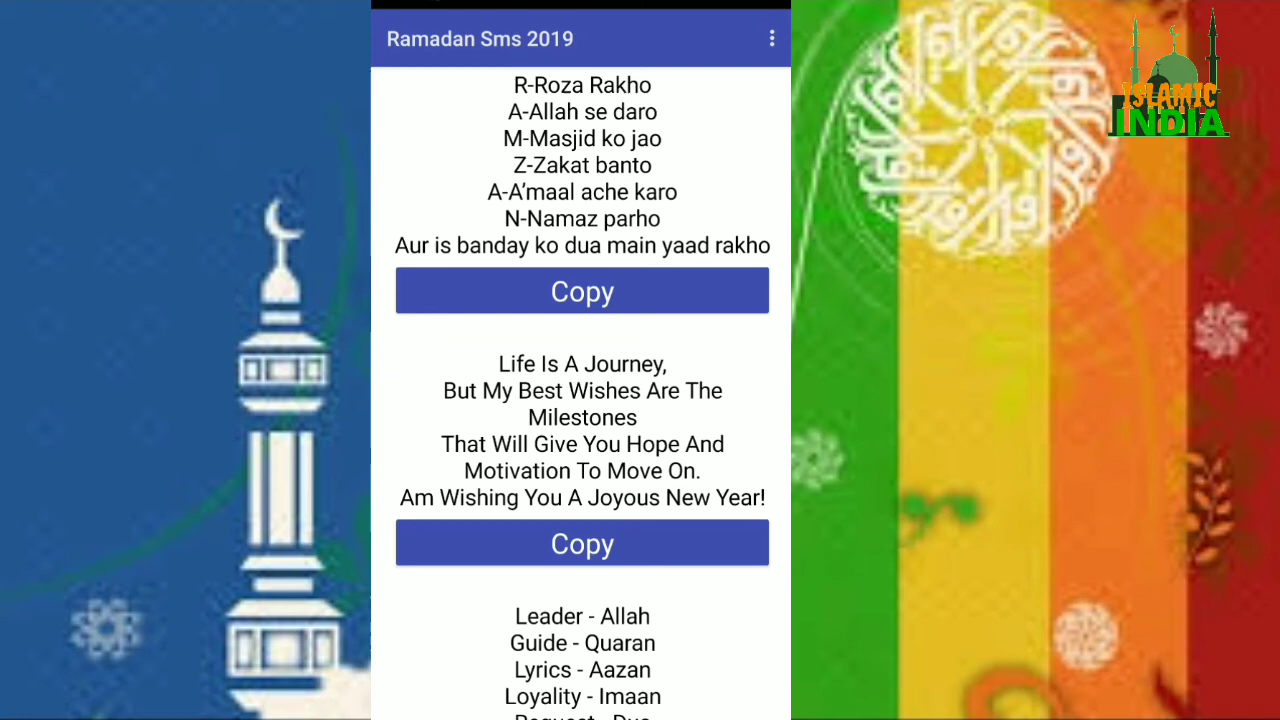 Ramadan Sms 2019
ISLAMIC
INDIA
R-Roza Rakho
A-Allah se daro
M-Masjid ko jao
Z-Zakat banto
A-A’maal ache karo
N-Namaz parho
Aur is banday ko dua main yaad rakho
Copy
Life Is A Journey,
But My Best Wishes Are The
Milestones
That Will Give You Hope And
Motivation To Move On.
Am Wishing You A Joyous New Year!
Copy
Leader - Allah
Guide - Quaran
Lyrics - Aazan
Loyality - Imaan
Request - Dua